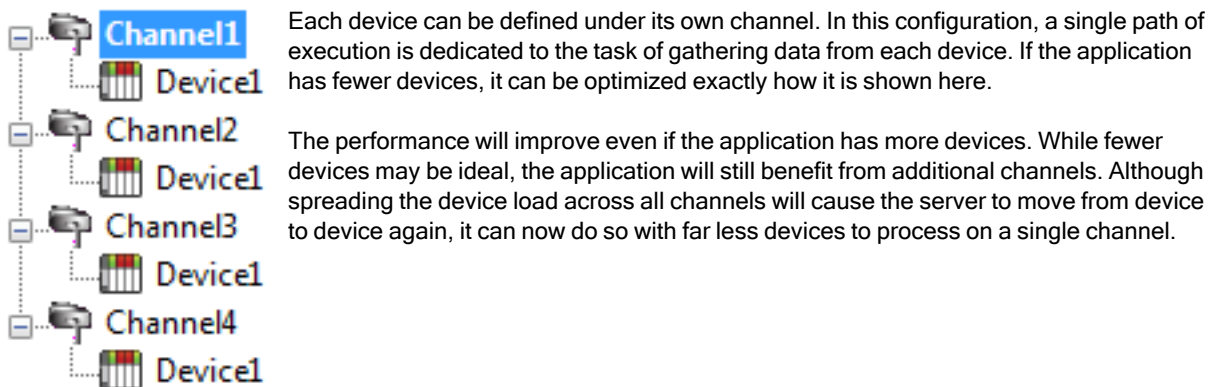 Channel1
Device1
Channel2
Device1
Channel3
Device1
Channel4
Device1
Each device can be defined under its own channel. In this configuration, a single path of
execution is dedicated to the task of gathering data from each device. If the application
has fewer devices, it can be optimized exactly how it is shown here.
The performance will improve even if the application has more devices. While fewer
devices may be ideal, the application will still benefit from additional channels. Although
spreading the device load across all channels will cause the server to move from device
to device again, it can now do so with far less devices to process on a single channel.